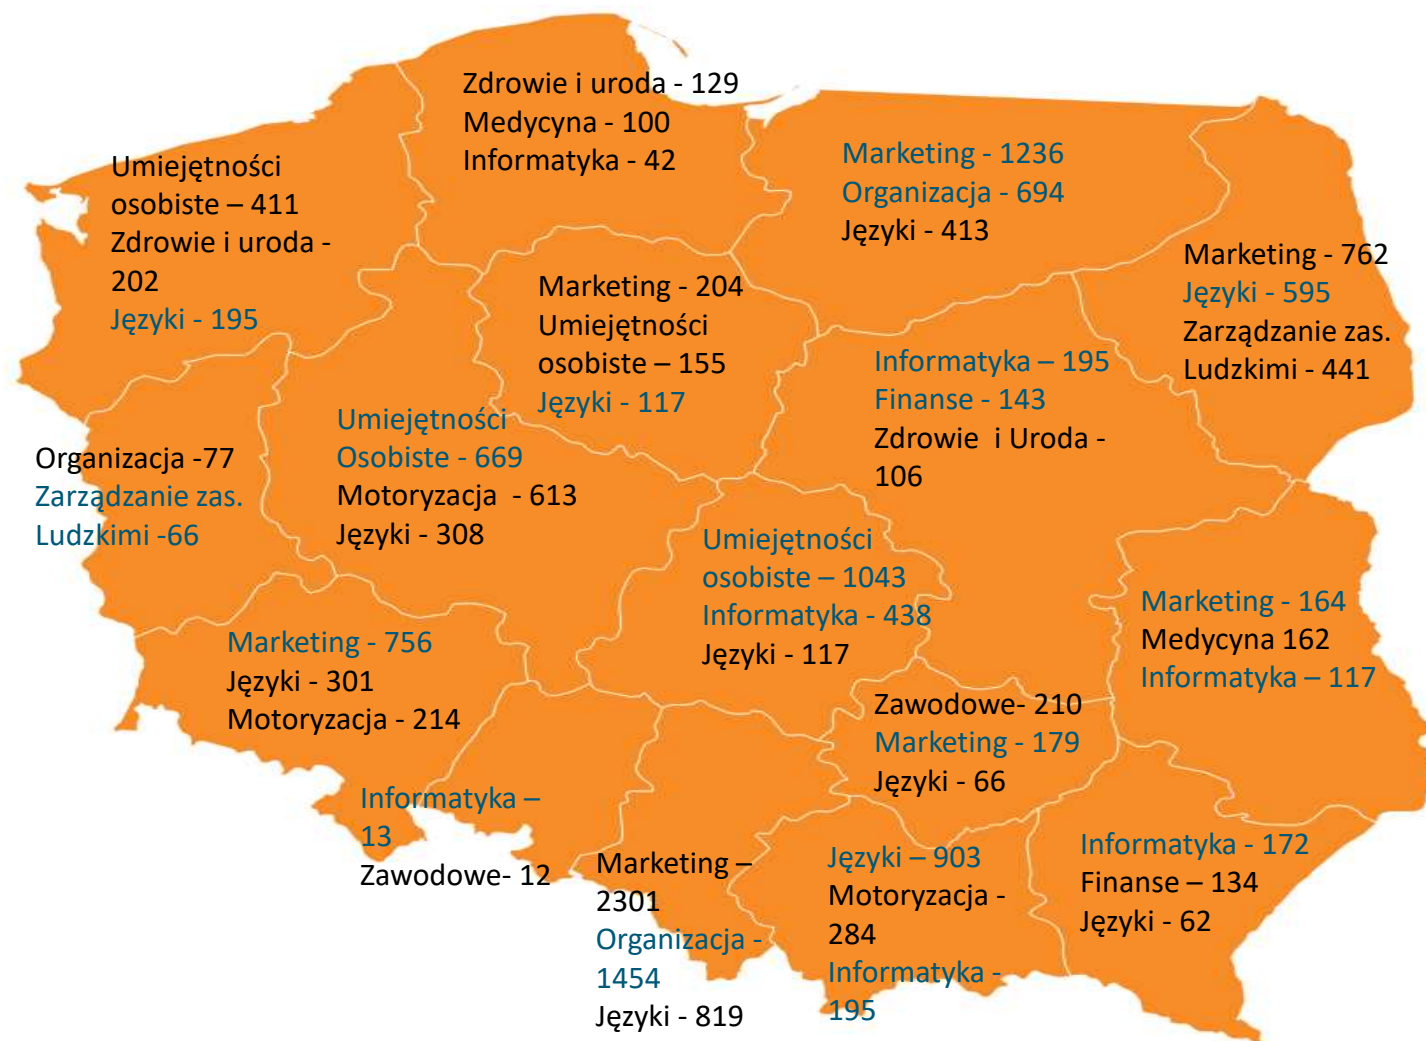 Zdrowie i uroda - 129
Medycyna - 100
Informatyka - 42
Umiejętności
osobiste – 411
Zdrowie i uroda -
202
Języki - 195
Marketing - 1236
Organizacja - 694
Języki - 413
Marketing - 762
Języki - 595
Zarządzanie zas.
Ludzkimi - 441
Marketing - 204
Umiejętności
osobiste – 155
Języki - 117
Informatyka – 195
Finanse - 143
Zdrowie i Uroda -
106
Organizacja -77
Zarządzanie zas.
Ludzkimi -66
Umiejętności
Osobiste - 669
Motoryzacja - 613
Języki - 308
Umiejętności
osobiste – 1043
Informatyka - 438
Języki - 117
Marketing - 164
Medycyna 162
Informatyka – 117
Marketing - 756
Języki - 301
Motoryzacja - 214
Zawodowe- 210
Marketing - 179
Języki - 66
Informatyka –
13
Zawodowe- 12
Marketing –
2301
Organizacja -
1454
Języki - 819
Języki – 903
Motoryzacja -
284
Informatyka -
195
Informatyka - 172
Finanse – 134
Języki - 62